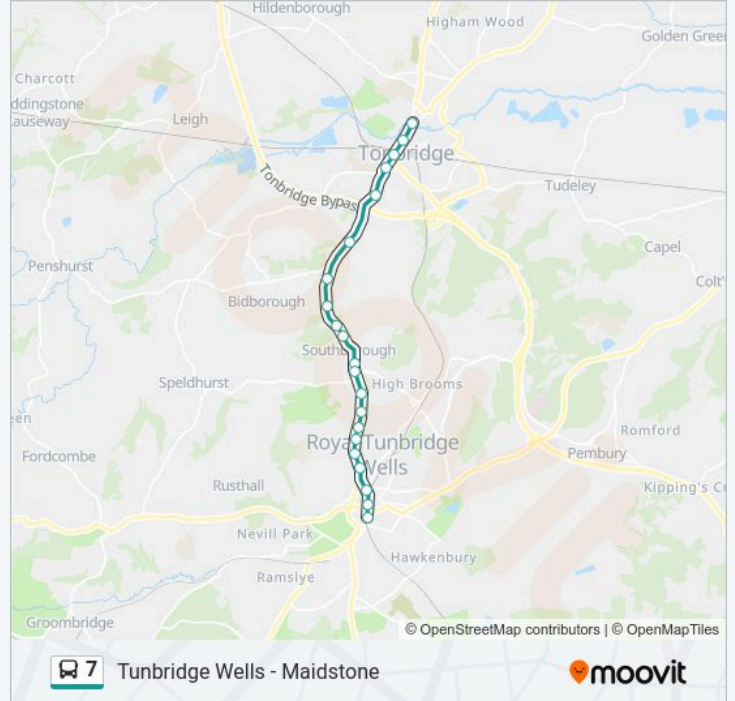 Hildenborough
Higham Wood
Golden Green
Charcott
ddingstone
auseway
Leigh
Tonbridge
Tonbridge Bypas
Tudeley
Penshurst
Capel
Colt's
Bidborough
Southborough
Speldhurst
High Brooms
een
Royal Tunbridge
Wells
Romford
Fordcombe
Pembury
Rusthall
Kipping's Cr
Nevill Park
Hawkenbury
Ramslye
Groombridge
© OpenStreetMap contributors | © OpenMapTiles
7 Tunbridge Wells - Maidstone
moovit